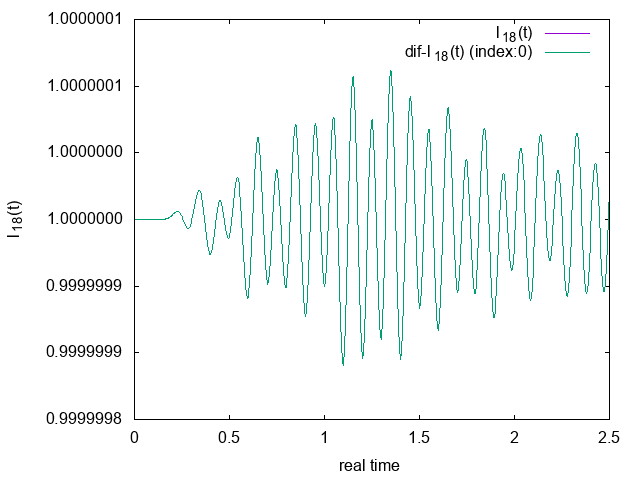 1.0000001
1.0000001
1.0000000
1.0000000
0.9999999
0.9999999
0.9999998
I18(t)
I18(t)
dif-I18(t) (index:0)
0 0.5 1 1.5 2 2.5
real time